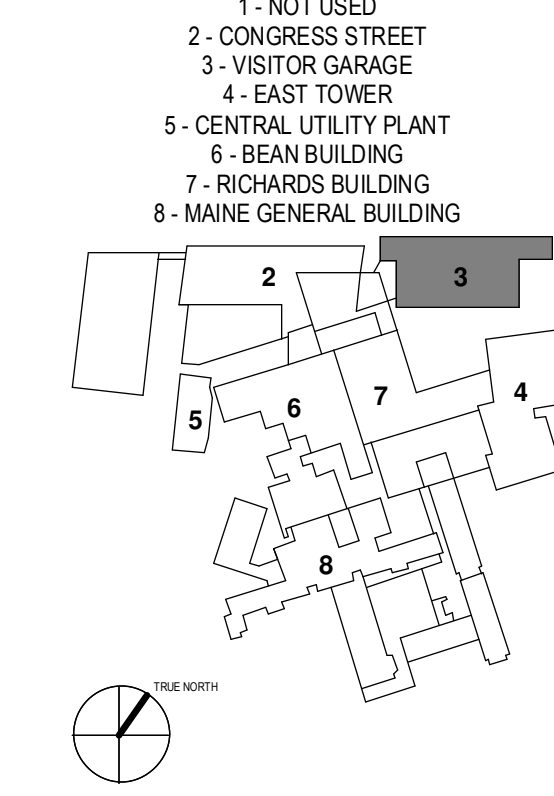 1 - NOT USED
2 - CONGRESS STREET
3 - VISITOR GARAGE
4 - EAST TOWER
5 - CENTRAL UTILITY PLANT
6 - BEAN BUILDING
7 - RICHARDS BUILDING
8 - MAINE GENERAL BUILDING
2
3
7
4
6
5
8
TRUE NORTH